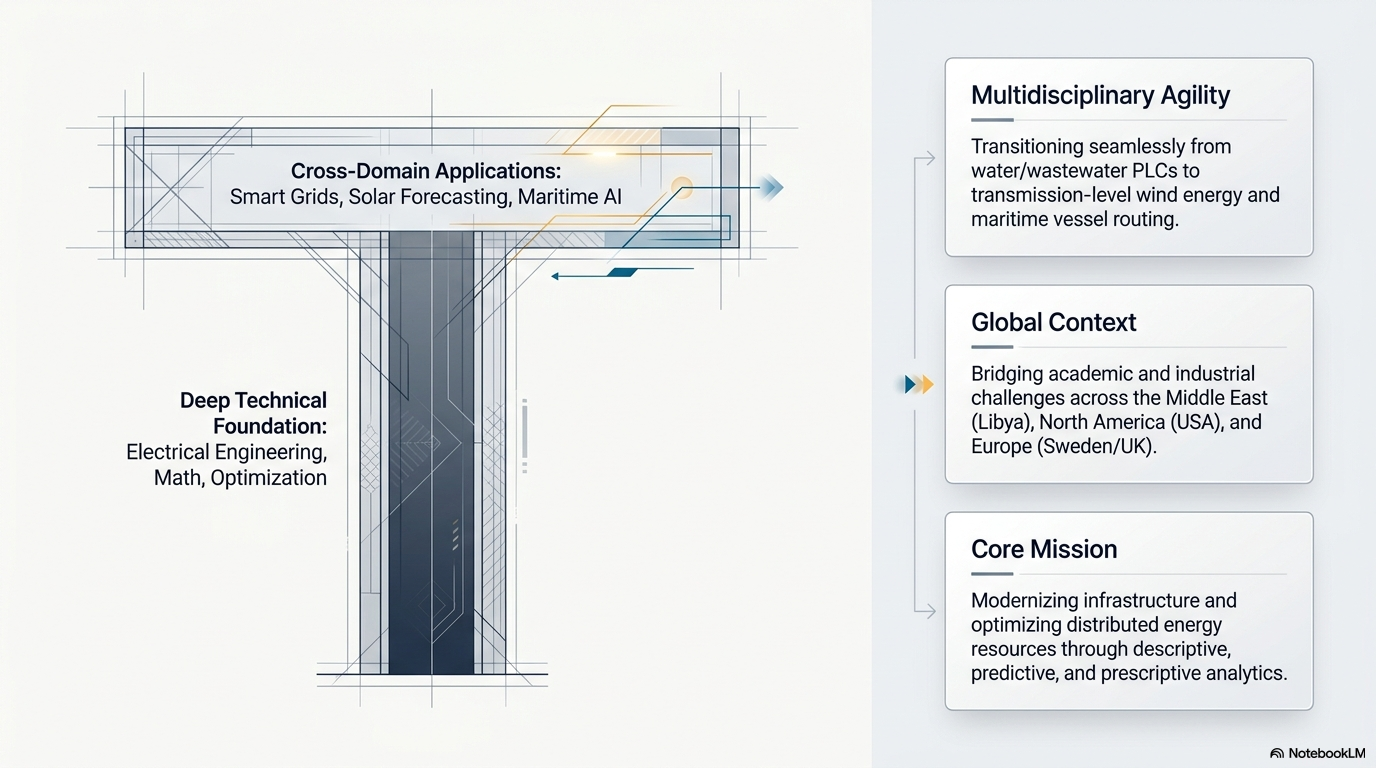 Cross-Domain Applications:
Smart Grids, Solar Forecasting, Maritime AI
Deep Technical
Foundation:
Electrical Engineering,
Math, Optimization
Multidisciplinary Agility
Transitioning seamlessly from
water/wastewater PLCs to
transmission-level wind energy and
maritime vessel routing.
Global Context
Bridging academic and industrial
challenges across the Middle East
(Libya), North America (USA), and
Europe (Sweden/UK).
Core Mission
Modernizing infrastructure and
optimizing distributed energy
resources through descriptive,
predictive, and prescriptive analytics.
NotebookLM